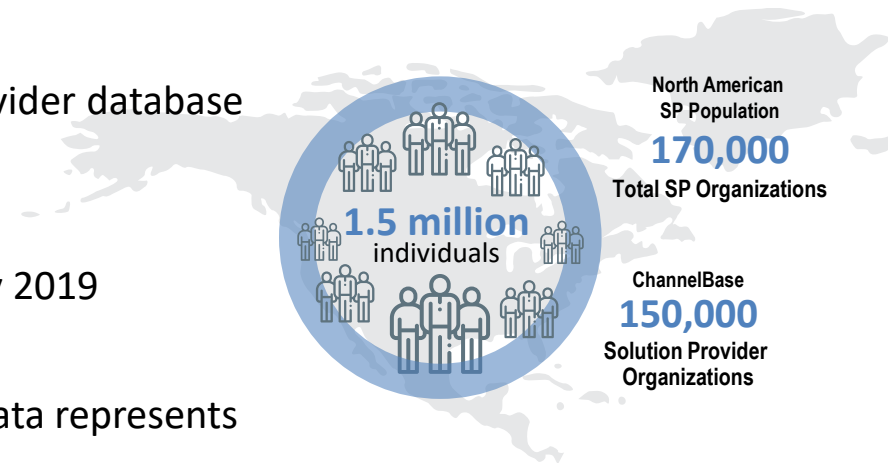 vider database
2019
ata represents
1.5 million
individuals
North American
SP Population
170,000
Total SP Organizations
ChannelBase
150,000
Solution Provider
Organizations